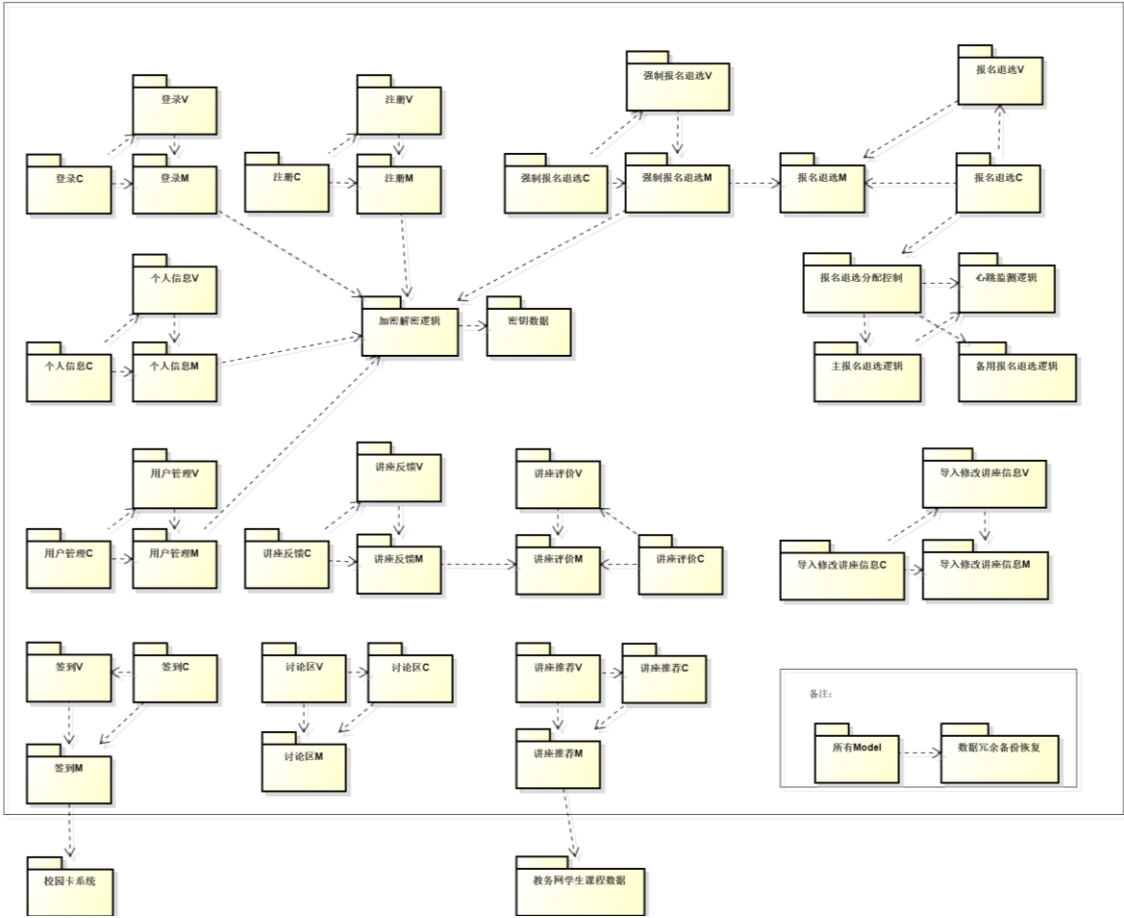 强制报名退选V
报名退选V
登录V
注册V
登录C
登录M
注册C
注册M
强制报名退选C
强制报名退选M
报名退选M
报名退选C
个人信息V
报名退选分配控制
心跳监测逻辑
加密解密逻辑
密钥数据
个人信息C
个人信息M
主报名退选逻辑
备用报名退选逻辑
用户管理V
讲座反馈V
讲座评价V
导入修改讲座信息V
用户管理C
用户管理M
讲座反馈C
讲座反馈M
讲座评价M
讲座评价C
导入修改讲座信息C
导入修改讲座信息M
签到V
签到C
讨论区V
讨论区C
讲座推荐V
讲座推荐C
备注:
签到M
讨论区M
讲座推荐M
所有Model
数据冗余备份恢复
校园卡系统
教务网学生课程数据